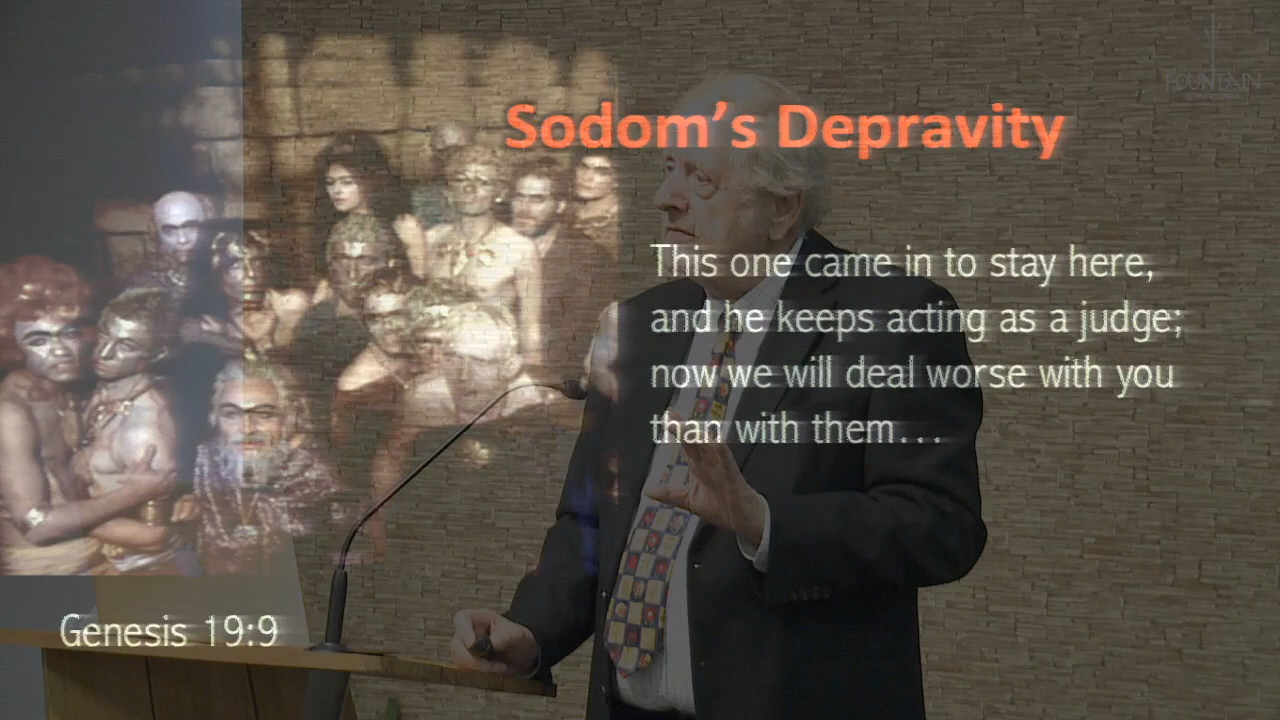 FOUNTAIN
Sodom’s Depravity
This one came in to stay here,
and he keeps acting as a judge;
now we will deal worse with you
than with them...
Genesis 19:9